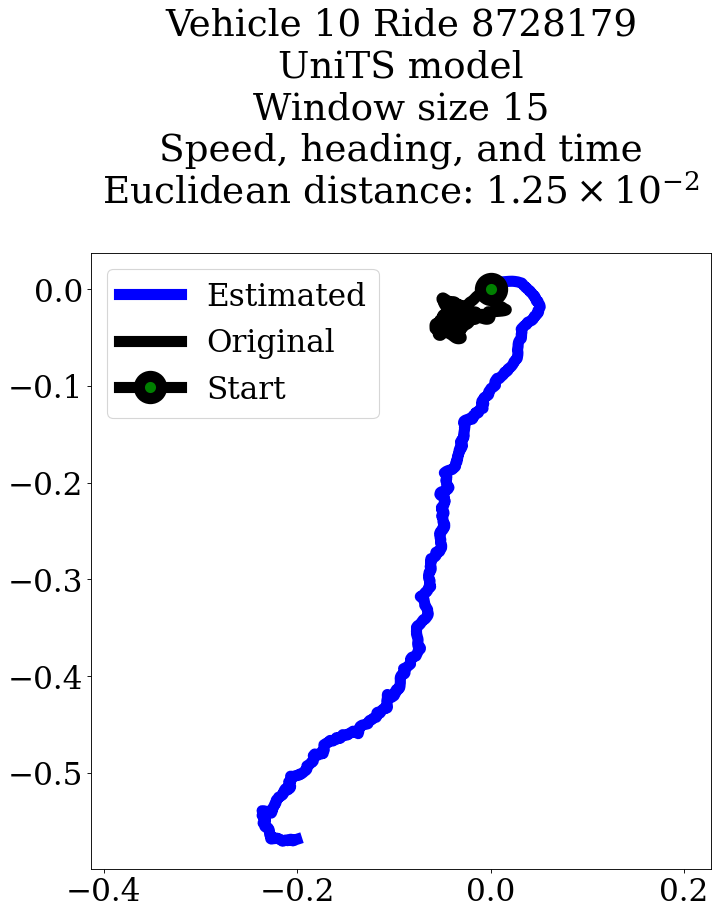 Vehicle 10 Ride 8728179
UniTS model
Window size 15
Speed, heading, and time
Euclidean distance: 1.25 × 10⁻²
Estimated
Original
Start
0.0
−0.1
−0.2
−0.3
−0.4
−0.5
−0.4 −0.2 0.0 0.2